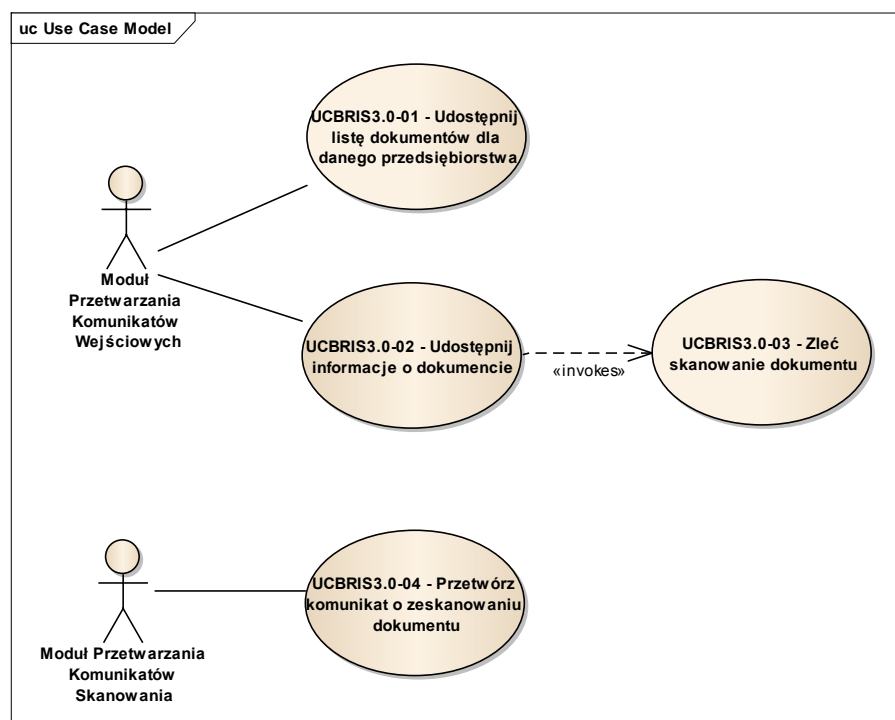 uc Use Case Model
UCBRIS3.0-01 - Udostępnij
listę dokumentów dla
danego przedsiębiorstwa
Moduł
Przetwarzania
Komunikatów
Wejściowych
UCBRIS3.0-02 - Udostępnij
informacje o dokumencie
«invokes»
UCBRIS3.0-03 - Zleć
skanowanie dokumentu
UCBRIS3.0-04 - Przetwórz
komunikat o zeskanowaniu
dokumentu
Moduł Przetwarzania
Komunikatów
Skanowania